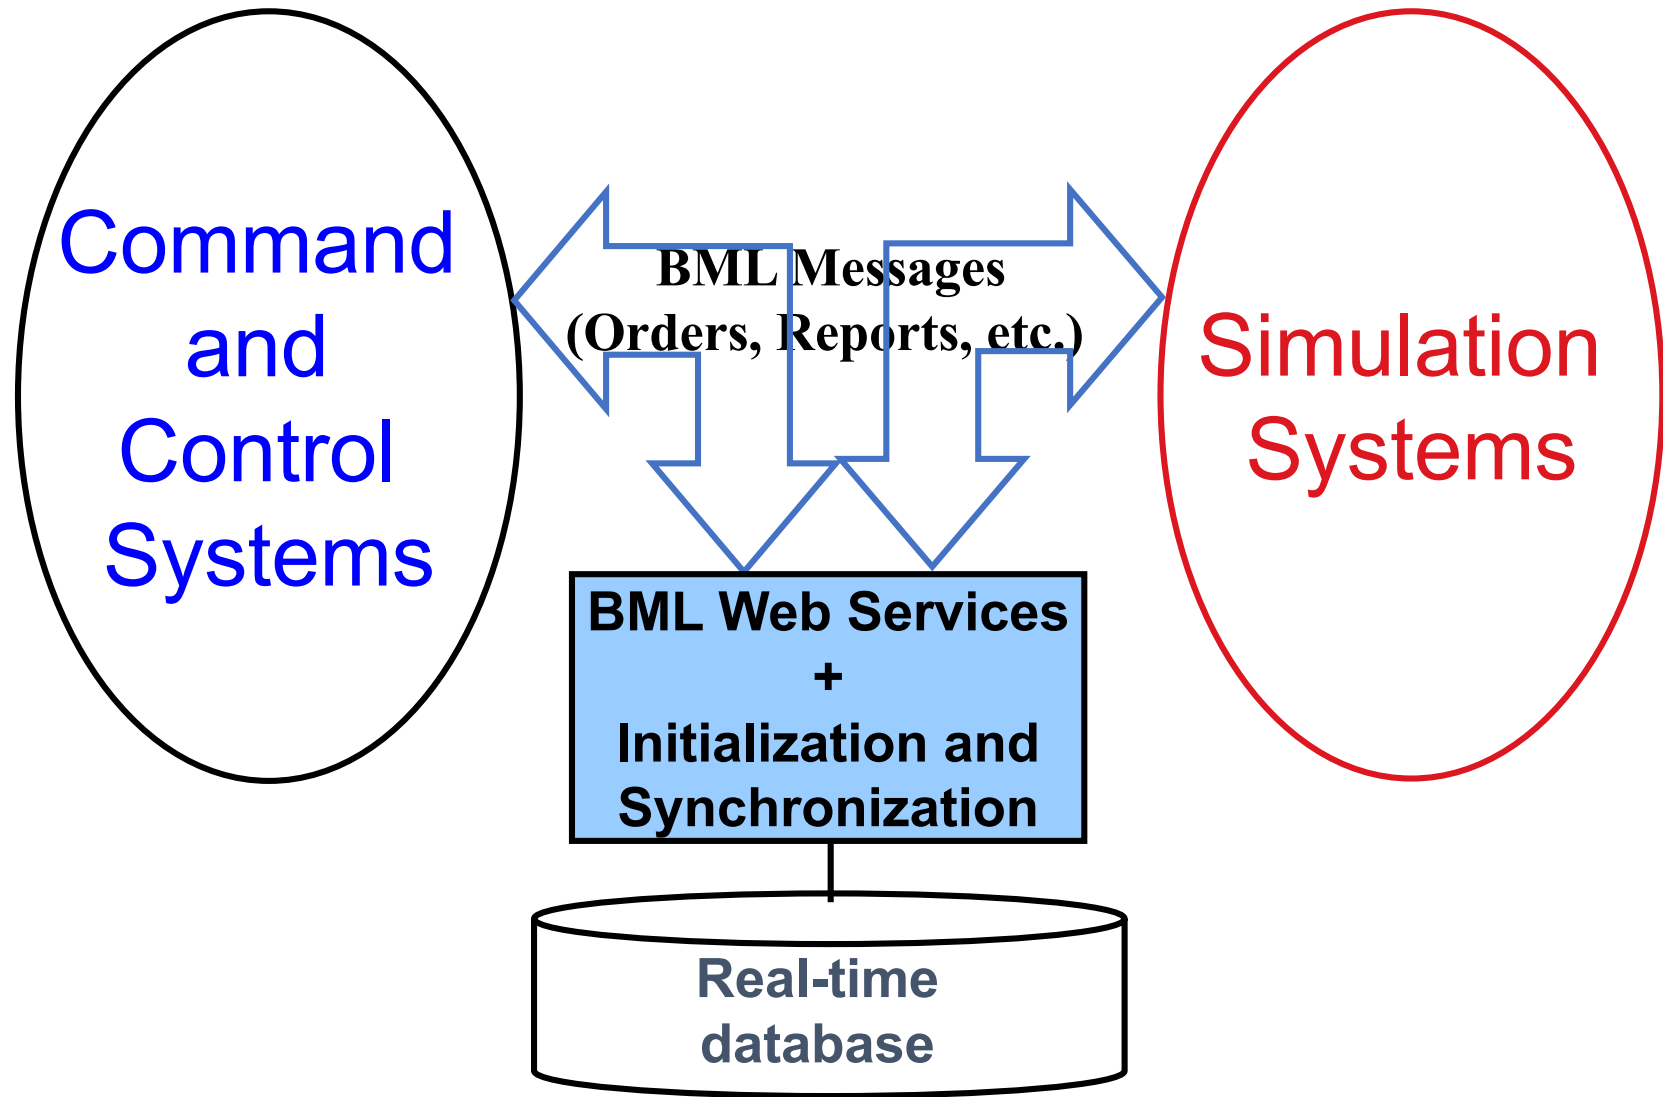 Command
and
Control
Systems
BML Messages
(Orders, Reports, etc.)
Simulation
Systems
BML Web Services
+
Initialization and
Synchronization
Real-time
database